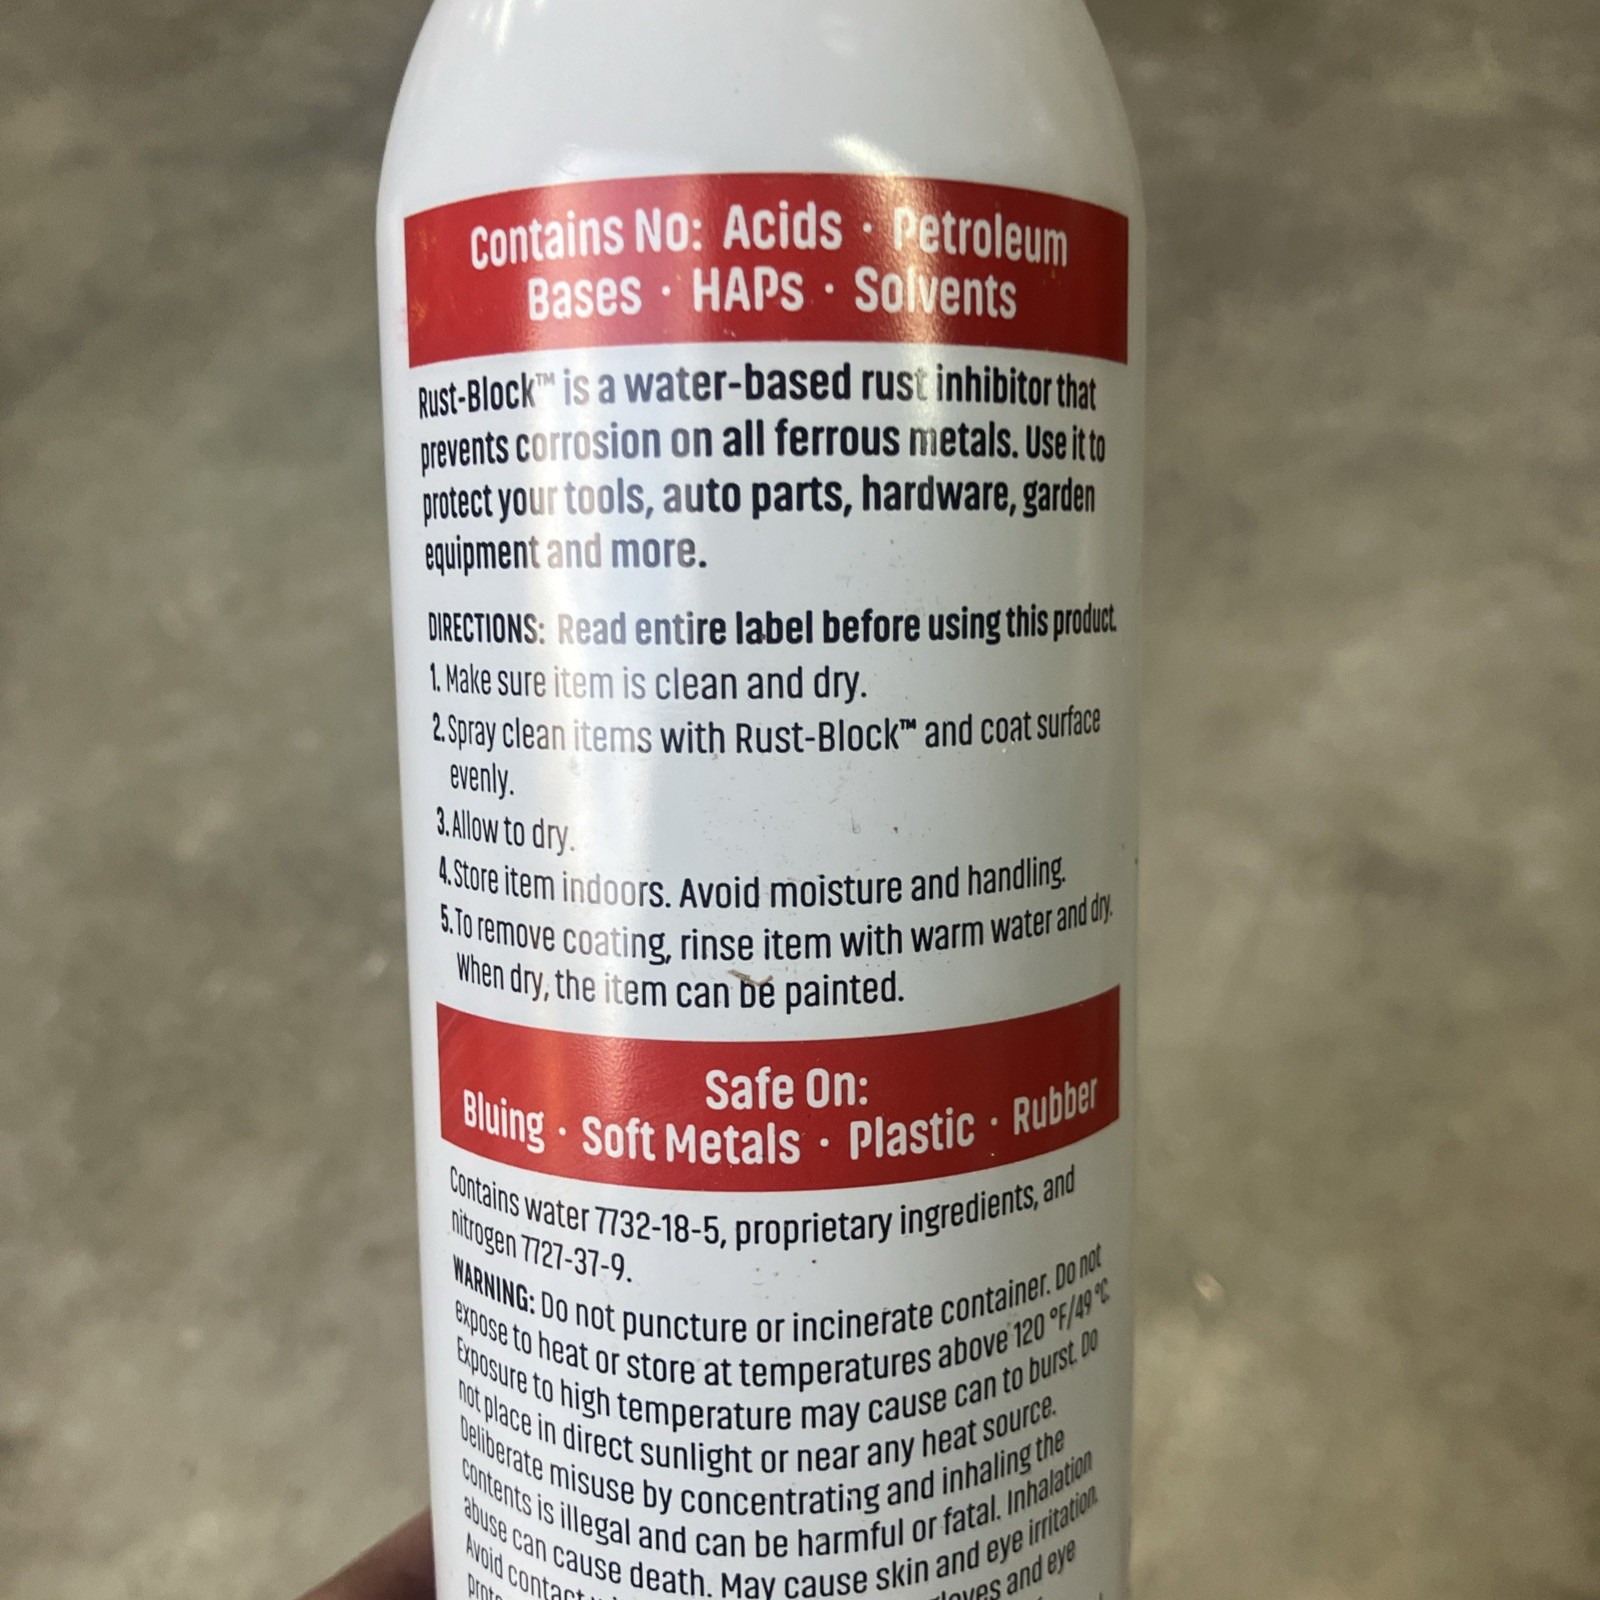 Contains No: Acids · Petroleum
Bases · HAPs · Solvents
Rust-Block™ is a water-based rust inhibitor that
prevents corrosion on all ferrous metals. Use it to
protect your tools, auto parts, hardware, garden
equipment and more.
DIRECTIONS: Read entire label before using this product.
1. Make sure item is clean and dry.
2. Spray clean items with Rust-Block™ and coat surface
evenly.
3. Allow to dry.
4. Store item indoors. Avoid moisture and handling.
5. To remove coating, rinse item with warm water and dry.
When dry, the item can be painted.
Safe On:
Bluing · Soft Metals · Plastic · Rubber
Contains water 7732-18-5, proprietary ingredients, and
nitrogen 7727-37-9.
WARNING: Do not puncture or incinerate container. Do not
expose to heat or store at temperatures above 120 °F/49 °C.
Exposure to high temperature may cause can to burst. Do
not place in direct sunlight or near any heat source.
Deliberate misuse by concentrating and inhaling the
contents is illegal and can be harmful or fatal. Inhalation
abuse can cause death. May cause skin and eye irritation.
Avoid contact
and eye